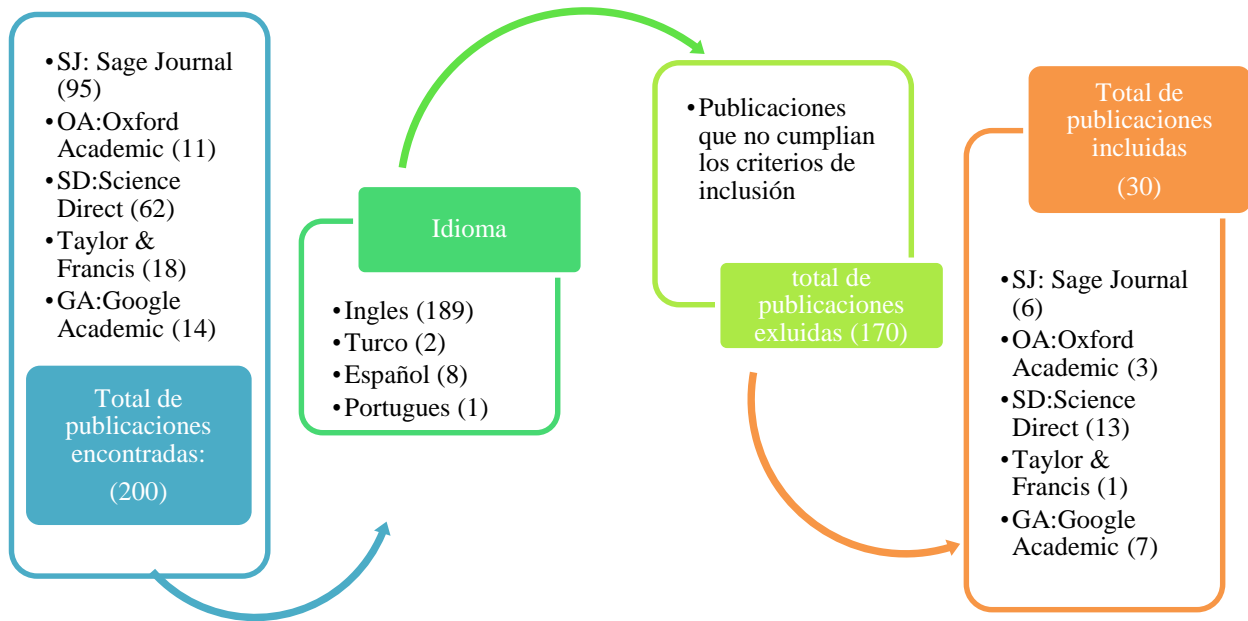 •SJ: Sage Journal
(95)
•OA:Oxford
Academic (11)
•SD:Science
Direct (62)
•Taylor &
Francis (18)
•GA:Google
Academic (14)
Total de
publicaciones
encontradas:
(200)
Idioma
•Ingles (189)
•Turco (2)
•Español (8)
•Portugues (1)
•Publicaciones
que no cumplian
los criterios de
inclusión
total de
publicaciones
exluidas (170)
Total de
publicaciones
incluidas
(30)
•SJ: Sage Journal
(6)
•OA:Oxford
Academic (3)
•SD:Science
Direct (13)
•Taylor &
Francis (1)
•GA:Google
Academic (7)